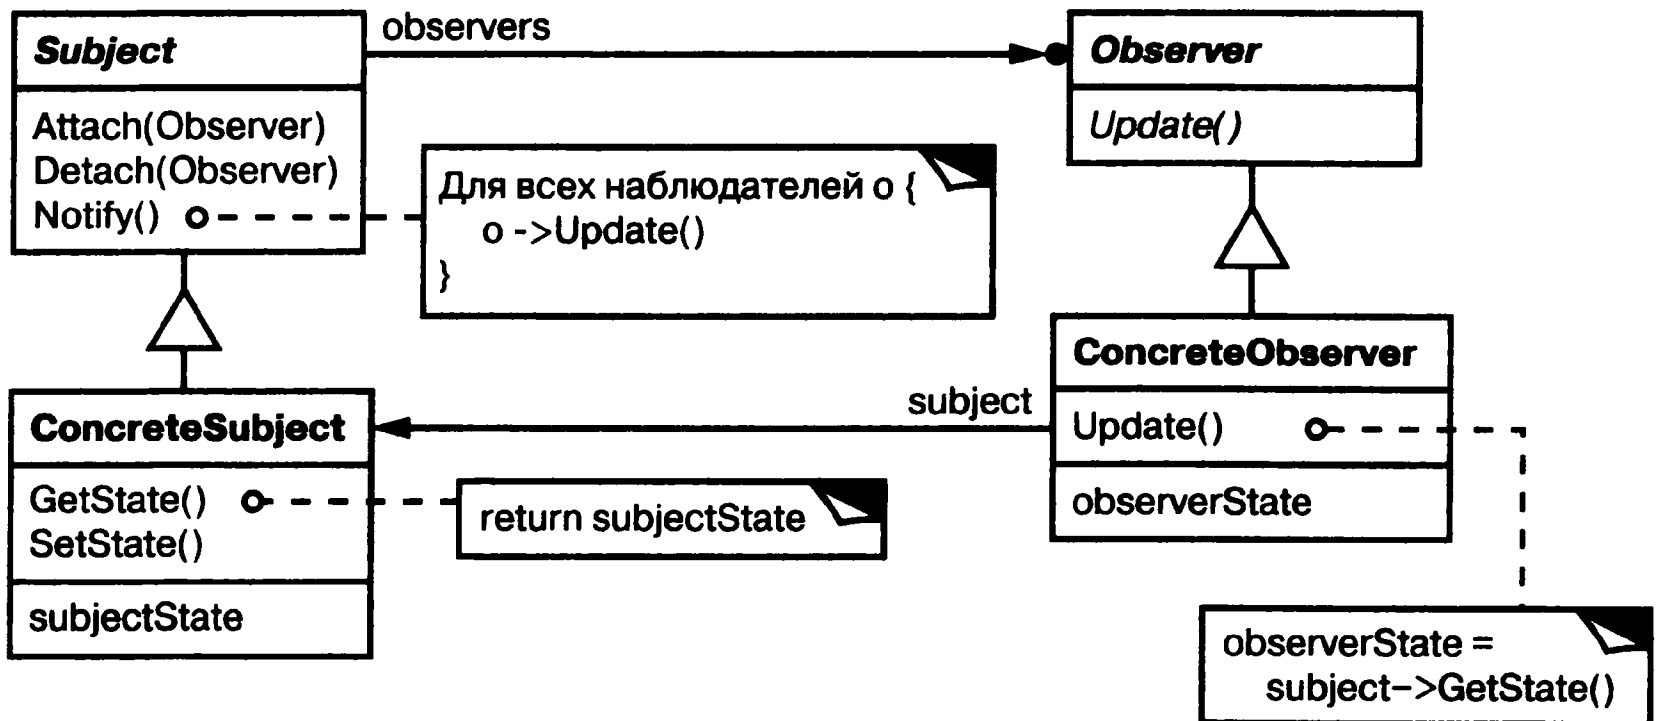 Subject
Attach(Observer)
Detach(Observer)
Notify()
observers
Observer
Update()
Для всех наблюдателей o {
o ->Update()
}
ConcreteSubject
GetState()
SetState()
subjectState
return subjectState
subject
ConcreteObserver
Update()
observerState
observerState =
subject->GetState()